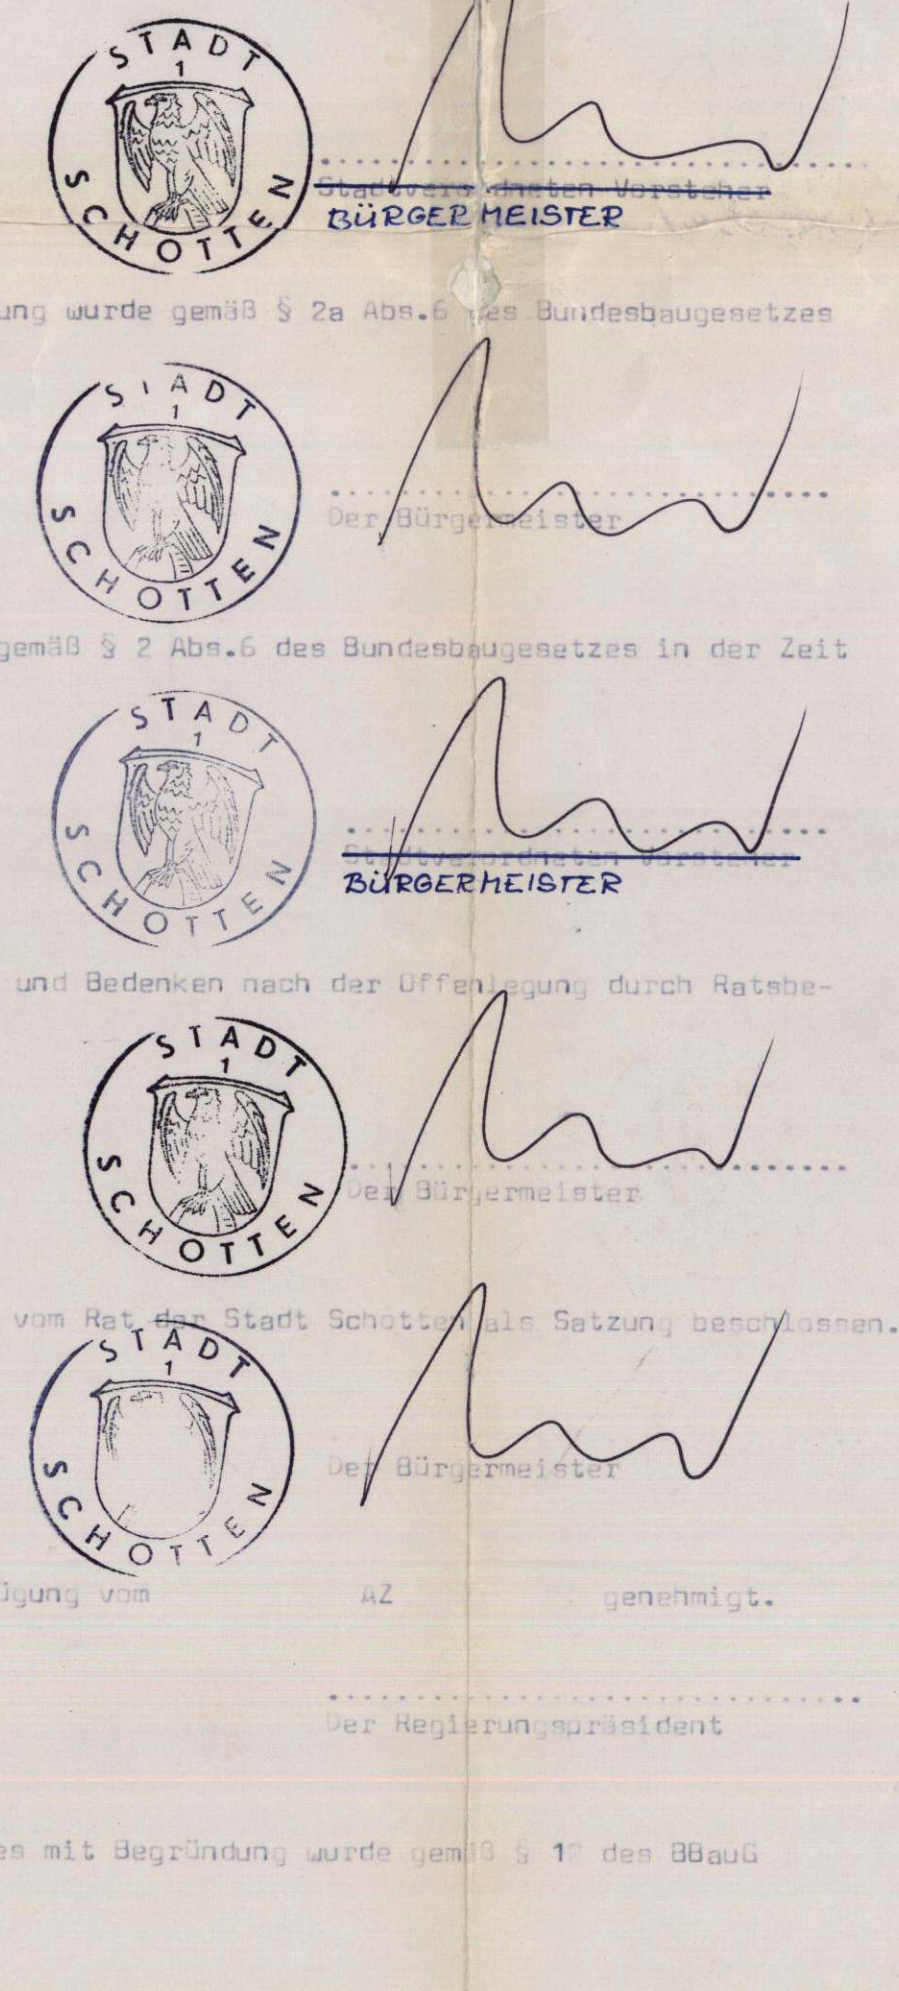 STADT
1
SCHOTTEN
Stadtverordneten Vorsteher
BÜRGERMEISTER
ung wurde gemäß § 2a Abs.6 des Bundesbaugesetzes
STADT
1
SCHOTTEN
Der Bürgermeister
gemäß § 2 Abs.6 des Bundesbaugesetzes in der Zeit
STADT
1
SCHOTTEN
Stadtverordneten Vorsteher
BÜRGERMEISTER
und Bedenken nach der Offenlegung durch Ratsbe-
STADT
1
SCHOTTEN
Der Bürgermeister
vom Rat der Stadt Schotten als Satzung beschlossen.
STADT
1
SCHOTTEN
Der Bürgermeister
ügung vom AZ genehmigt.
Der Regierungspräsident
es mit Begründung wurde gemäß § 12 des BBauG